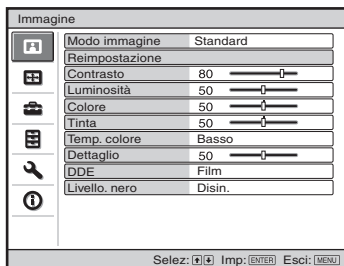 Immagine
Modo immagine Standard
Reimpostazione
Contrasto 80
Luminosità 50
Colore 50
Tinta 50
Temp. colore Basso
Dettaglio 50
DDE Film
Livello. nero Disin.
Selez: Imp: ENTER Esci: MENU